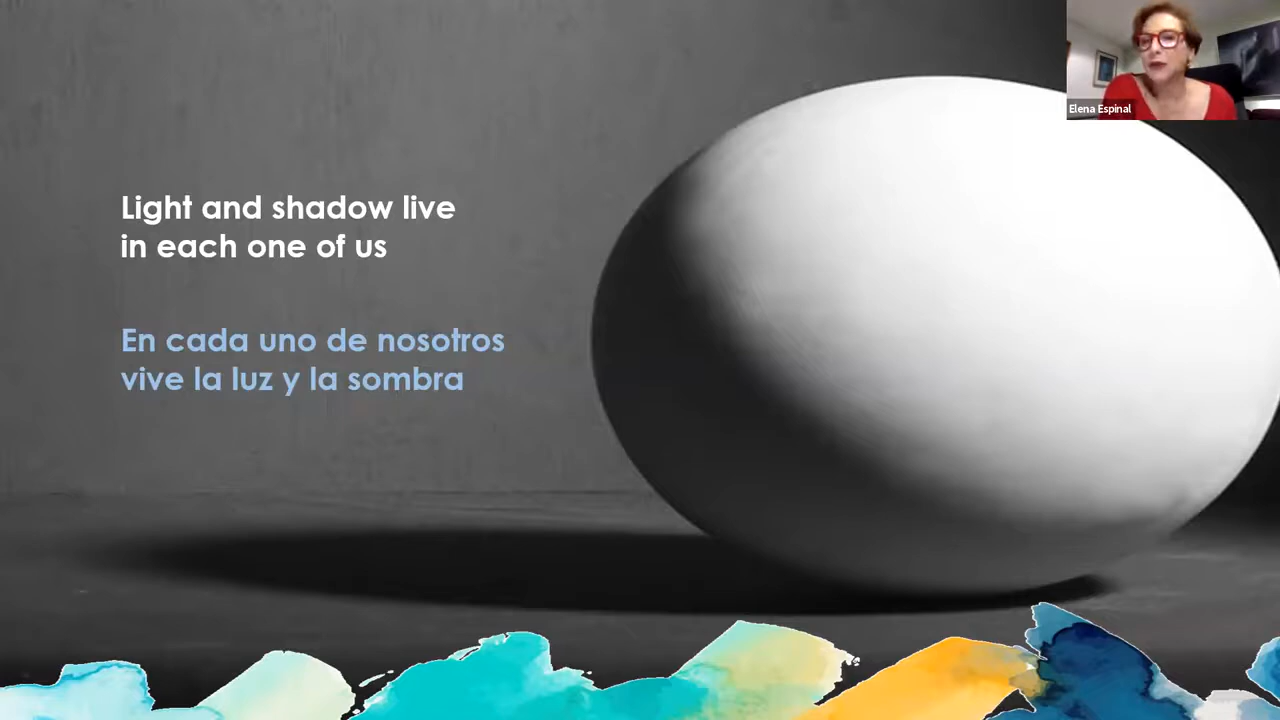 Elena Espinal
Light and shadow live
in each one of us
En cada uno de nosotros
vive la luz y la sombra